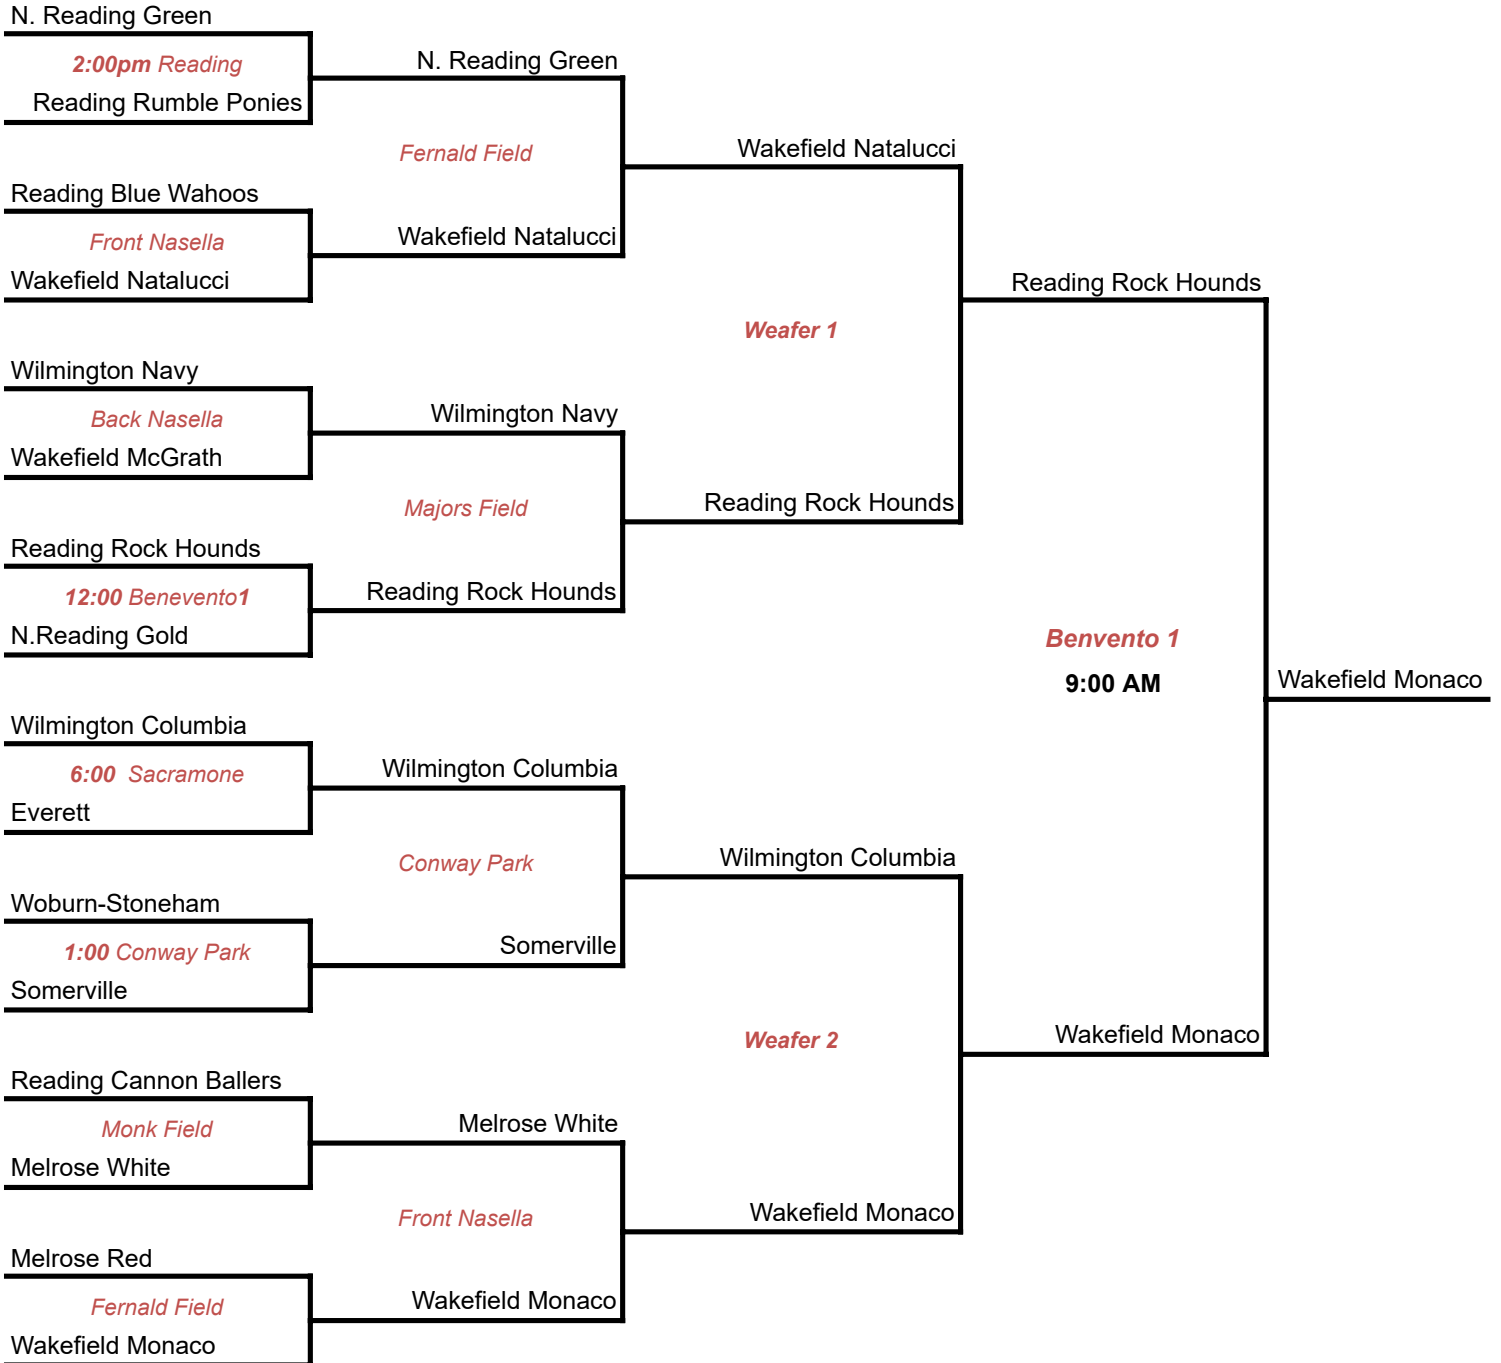 N. Reading Green
2:00pm Reading
Reading Rumble Ponies
Reading Blue Wahoos
Front Nasella
Wakefield Natalucci
Wilmington Navy
Back Nasella
Wakefield McGrath
Reading Rock Hounds
12:00 Benevento1
N.Reading Gold
Wilmington Columbia
6:00 Sacramone
Everett
Woburn-Stoneham
1:00 Conway Park
Somerville
Reading Cannon Ballers
Monk Field
Melrose White
Melrose Red
Fernald Field
Wakefield Monaco
N. Reading Green
Fernald Field
Wakefield Natalucci
Wilmington Navy
Majors Field
Reading Rock Hounds
Wilmington Columbia
Conway Park
Somerville
Melrose White
Front Nasella
Wakefield Monaco
Wakefield Natalucci
Weafer 1
Reading Rock Hounds
Wilmington Columbia
Weafer 2
Wakefield Monaco
Reading Rock Hounds
Benvento 1
9:00 AM
Wakefield Monaco
Wakefield Monaco